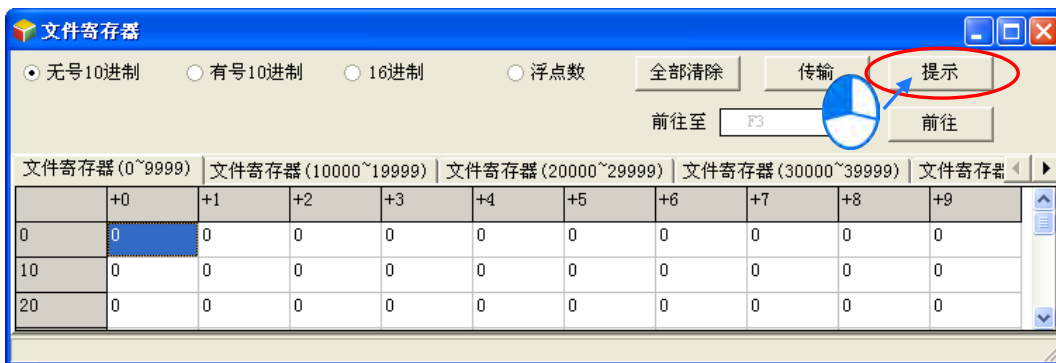 文件寄存器
无号10进制 有号10进制 16进制 浮点数 全部清除 传输 提示
前往至 F3 前往
文件寄存器(0~9999) 文件寄存器(10000~19999) 文件寄存器(20000~29999) 文件寄存器(30000~39999) 文件寄存器
+0 +1 +2 +3 +4 +5 +6 +7 +8 +9
0 0 0 0 0 0 0 0 0 0 0
10 0 0 0 0 0 0 0 0 0 0
20 0 0 0 0 0 0 0 0 0 0